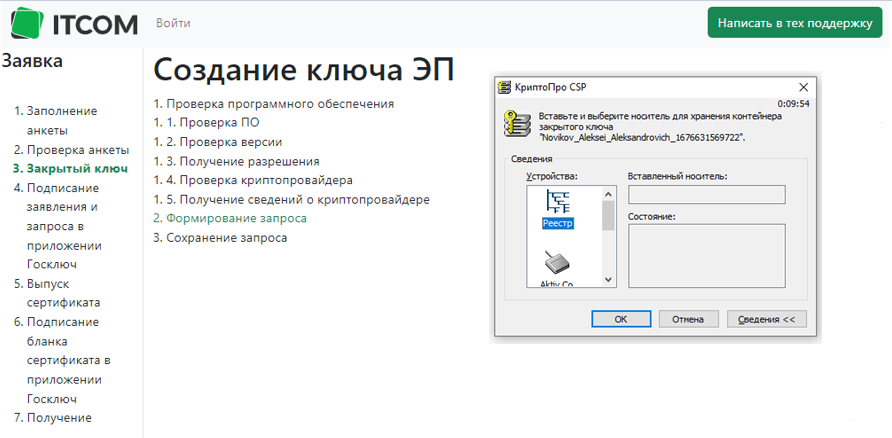 ITCOM
Войти
Написать в тех поддержку
Заявка
1. Заполнение
анкеты
2. Проверка анкеты
3. Закрытый ключ
4. Подписание
заявления и
запроса в
приложении
Госключ
5. Выпуск
сертификата
6. Подписание
бланка
сертификата в
приложении
Госключ
7. Получение
Создание ключа ЭП
1. Проверка программного обеспечения
1. 1. Проверка ПО
1. 2. Проверка версии
1. 3. Получение разрешения
1. 4. Проверка криптопровайдера
1. 5. Получение сведений о криптопровайдере
2. Формирование запроса
3. Сохранение запроса
КриптоПро CSP
0:09:54
Вставьте и выберите носитель для хранения контейнера
закрытого ключа
"Novikov_Aleksei_Aleksandrovich_1676631569722".
Сведения
Устройства:
Вставленный носитель:
Реестр
Состояние:
Aktiv Co.
ОК
Отмена
Сведения <<